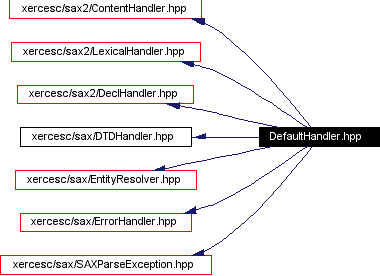 xercesc/sax2/ContentHandler.hpp
xercesc/sax2/LexicalHandler.hpp
xercesc/sax2/DeclHandler.hpp
xercesc/sax/DTDHandler.hpp
DefaultHandler.hpp
xercesc/sax/EntityResolver.hpp
xercesc/sax/ErrorHandler.hpp
xercesc/sax/SAXParseException.hpp